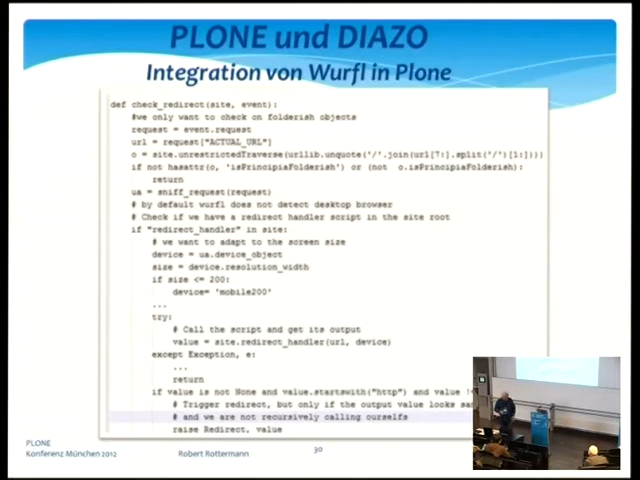 PLONE und DIAZO
Integration von Wurfl in Plone
def check_redirect(site, event):
#we only want to check on folderish objects
request = event.request
url = request["ACTUAL_URL"]
o = site.unrestrictedTraverse(urllib.unquote('/'.join(url[7:].split('/')[1:])))
if not hasattr(o, 'isPrincipiaFolderish') or (not o.isPrincipiaFolderish):
return
ua = sniff_request(request)
# by default wurfl does not detect desktop browser
# Check if we have a redirect handler script in the site root
if "redirect_handler" in site:
# we want to adapt to the screen size
device = ua.device_object
size = device.resolution_width
if size <= 200:
device= 'mobile200'
...
try:
# Call the script and get its output
value = site.redirect_handler(url, device)
except Exception, e:
...
return
if value is not None and value.startswith("http") and value
# Trigger redirect, but only if the output value looks
# and we are not recursively calling ourselfs
raise Redirect, value
PLONE
Konferenz München 2012
Robert Rottermann
30